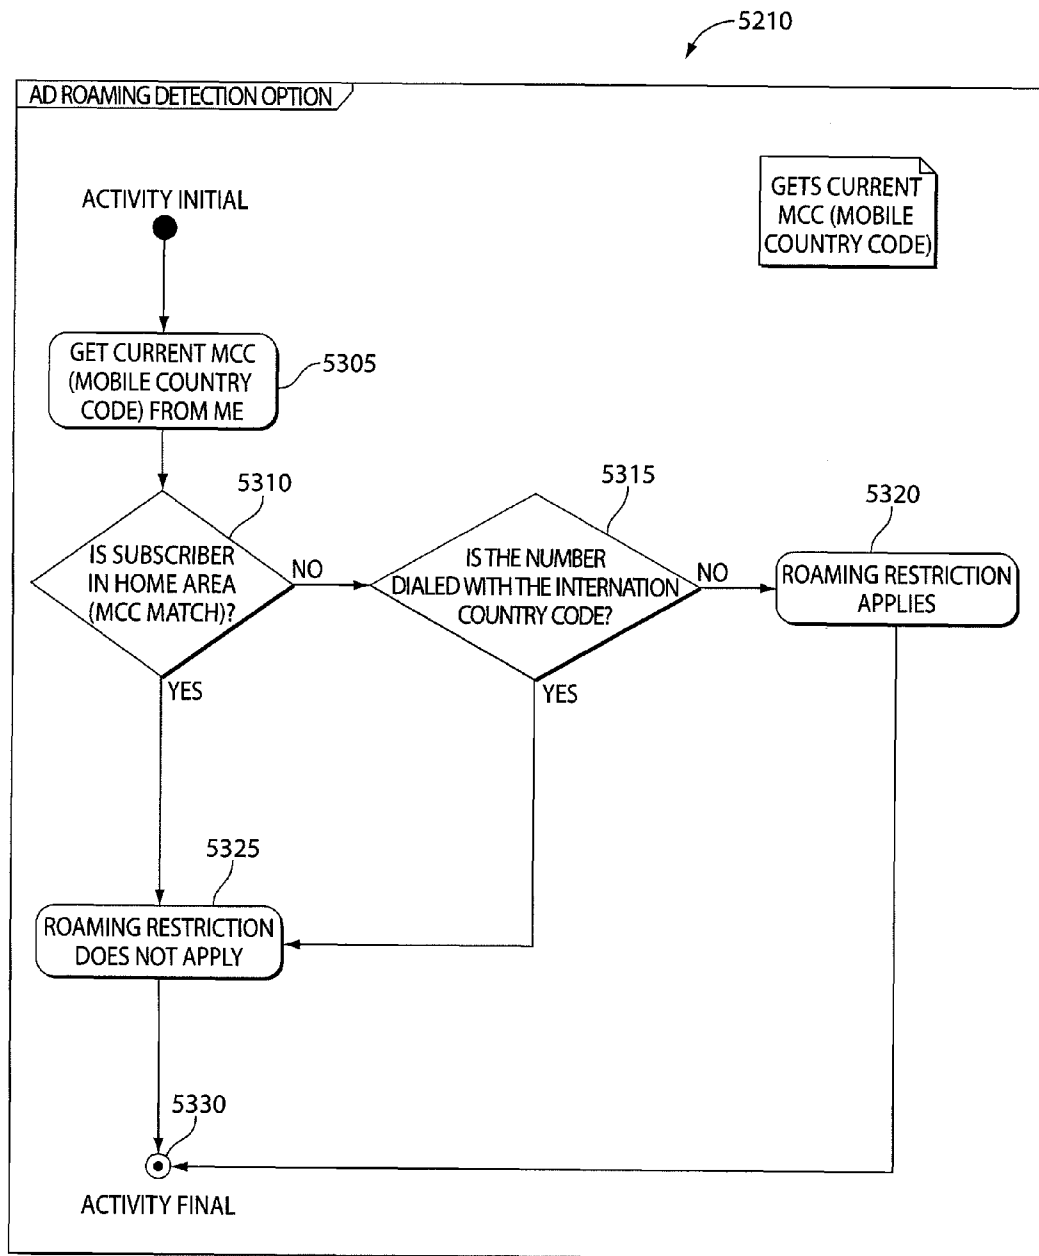 5210
AD ROAMING DETECTION OPTION
GETS CURRENT
MCC (MOBILE
COUNTRY CODE)
ACTIVITY INITIAL
GET CURRENT MCC
(MOBILE COUNTRY
CODE) FROM ME
5305
5310
IS SUBSCRIBER
IN HOME AREA
(MCC MATCH)?
NO
YES
5315
IS THE NUMBER
DIALED WITH THE INTERNATION
COUNTRY CODE?
NO
YES
5320
ROAMING RESTRICTION
APPLIES
5325
ROAMING RESTRICTION
DOES NOT APPLY
5330
ACTIVITY FINAL